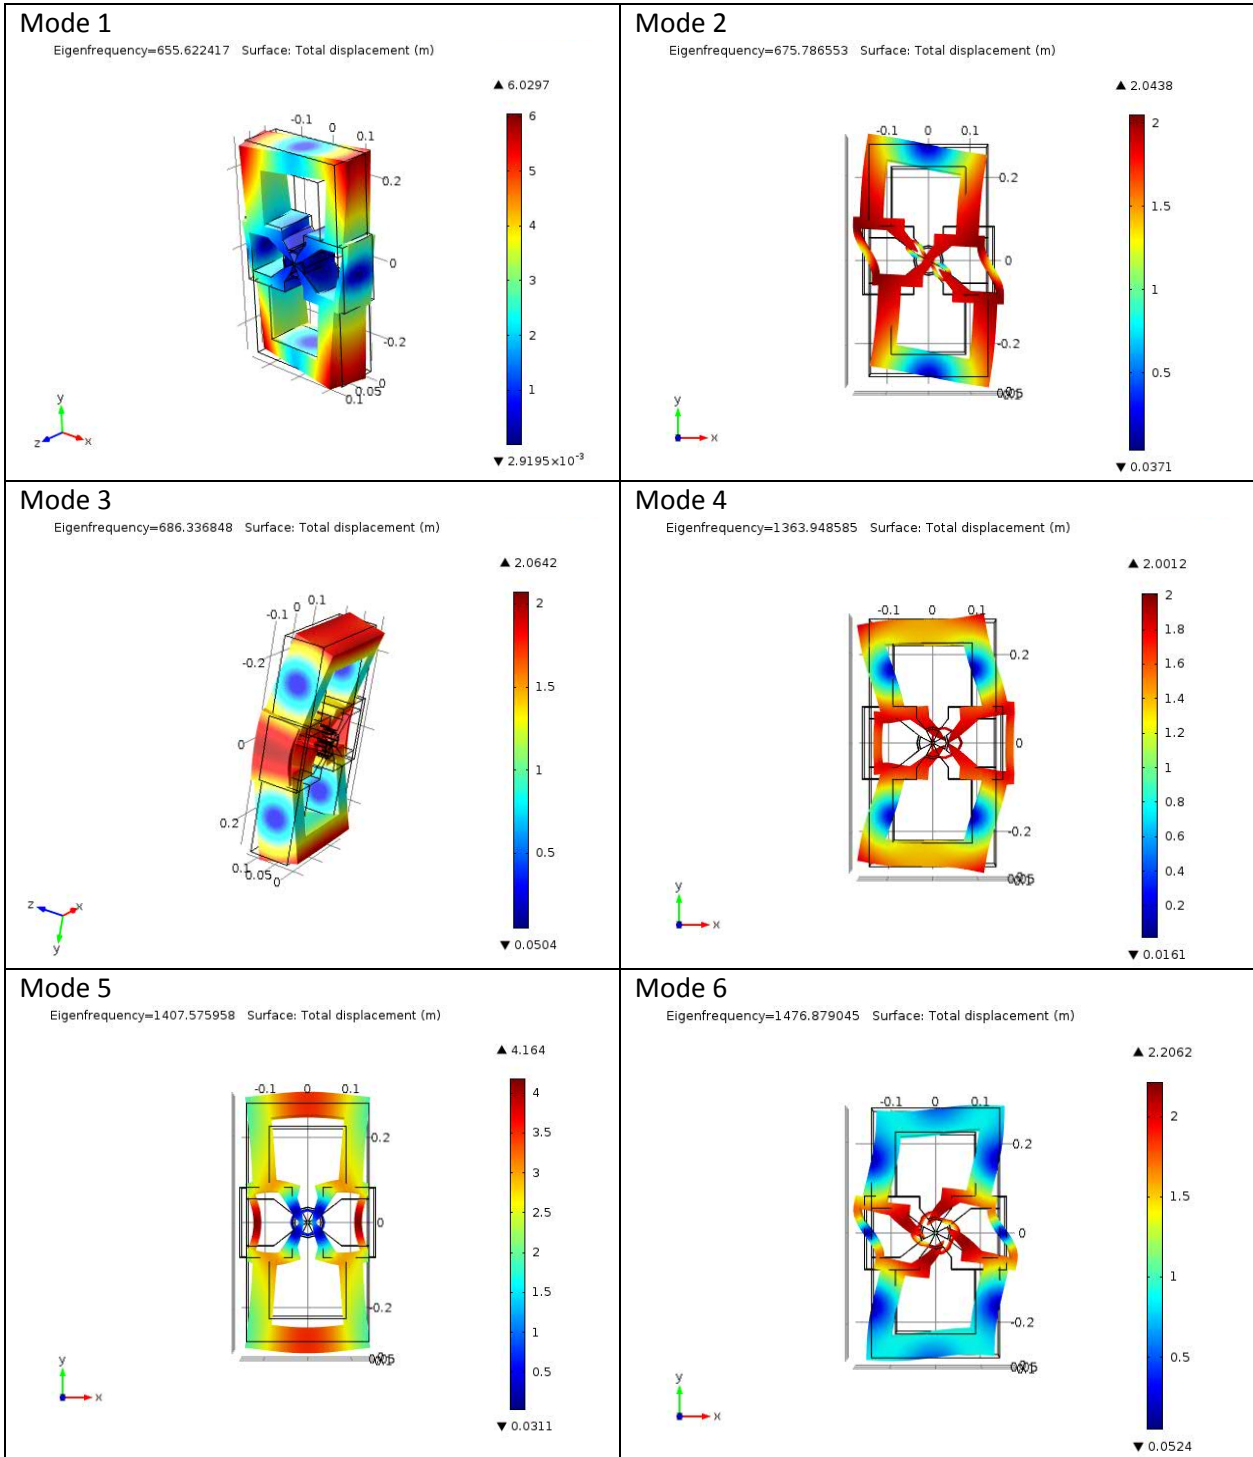 Mode 1
Eigenfrequency=655.622417 Surface: Total displacement (m)
▲ 6.0297
-0.1 0 0.1
0.2
0
-0.2
0
0.05
0.1
6
5
4
3
2
1
▼ 2.9195×10⁻³
y
z x
Mode 2
Eigenfrequency=675.786553 Surface: Total displacement (m)
▲ 2.0438
-0.1 0 0.1
0.2
0
-0.2
2
1.5
1
0.5
▼ 0.0371
y
x
Mode 3
Eigenfrequency=686.336848 Surface: Total displacement (m)
▲ 2.0642
-0.1 0 0.1
-0.2
0
0.2
0.1
0.05
0
2
1.5
1
0.5
▼ 0.0504
z x
y
Mode 4
Eigenfrequency=1363.948585 Surface: Total displacement (m)
▲ 2.0012
-0.1 0 0.1
0.2
0
-0.2
2
1.8
1.6
1.4
1.2
1
0.8
0.6
0.4
0.2
▼ 0.0161
y
x
Mode 5
Eigenfrequency=1407.575958 Surface: Total displacement (m)
▲ 4.164
-0.1 0 0.1
0.2
0
-0.2
4
3.5
3
2.5
2
1.5
1
0.5
▼ 0.0311
y
x
Mode 6
Eigenfrequency=1476.879045 Surface: Total displacement (m)
▲ 2.2062
-0.1 0 0.1
0.2
0
-0.2
2
1.5
1
0.5
▼ 0.0524
y
x